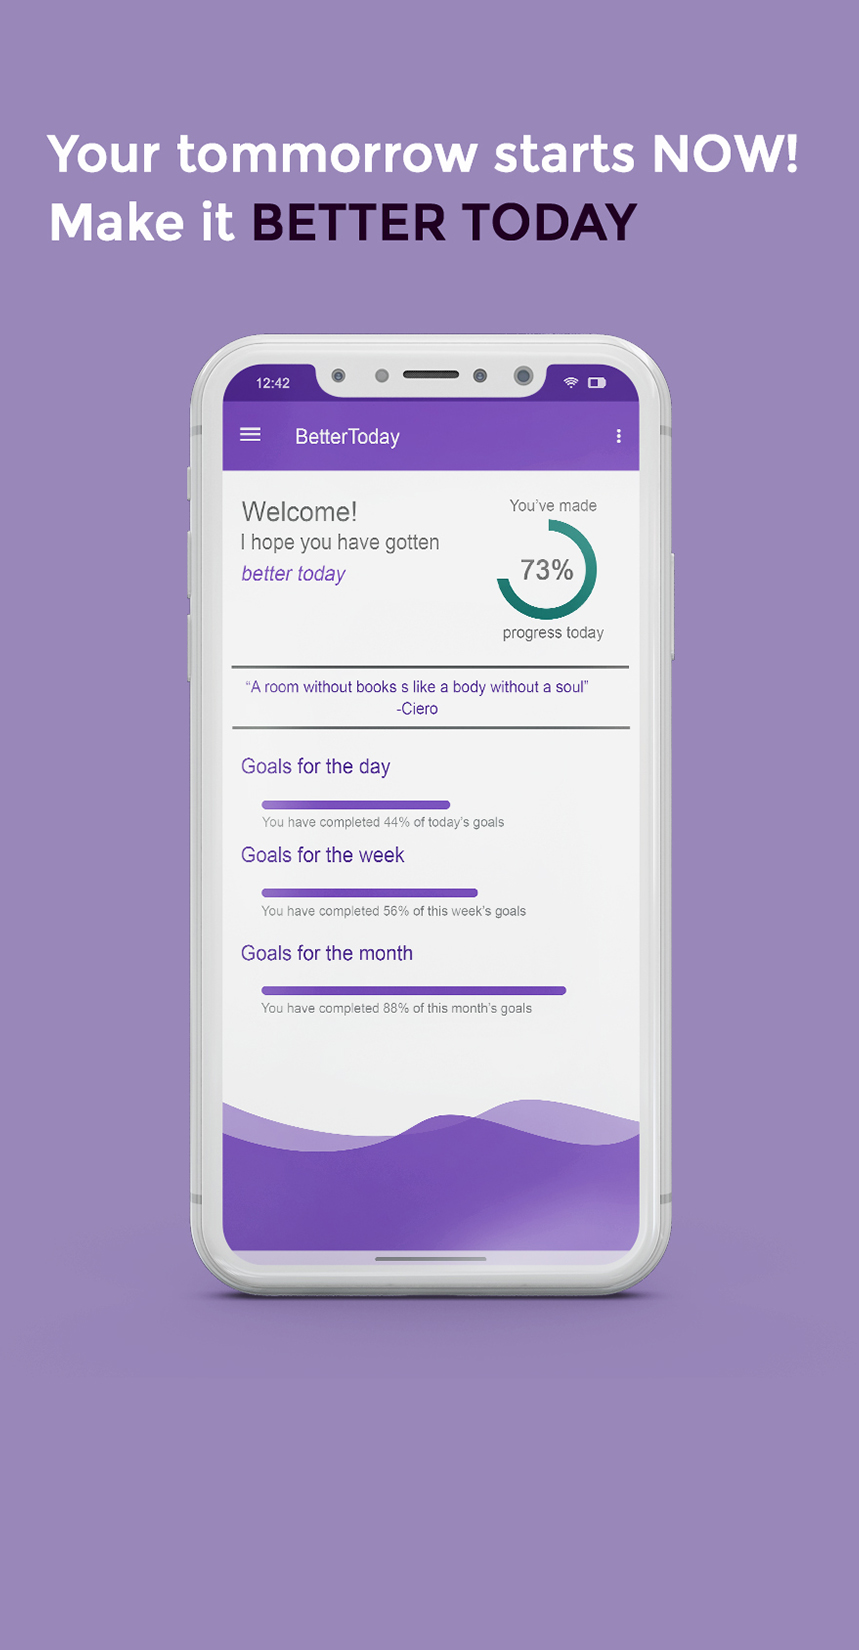 Your tommorrow starts NOW!
Make it BETTER TODAY
12:42
BetterToday
Welcome!
I hope you have gotten
better today
You've made
73%
progress today
“A room without books s like a body without a soul”
-Ciero
Goals for the day
You have completed 44% of today's goals
Goals for the week
You have completed 56% of this week's goals
Goals for the month
You have completed 88% of this month's goals